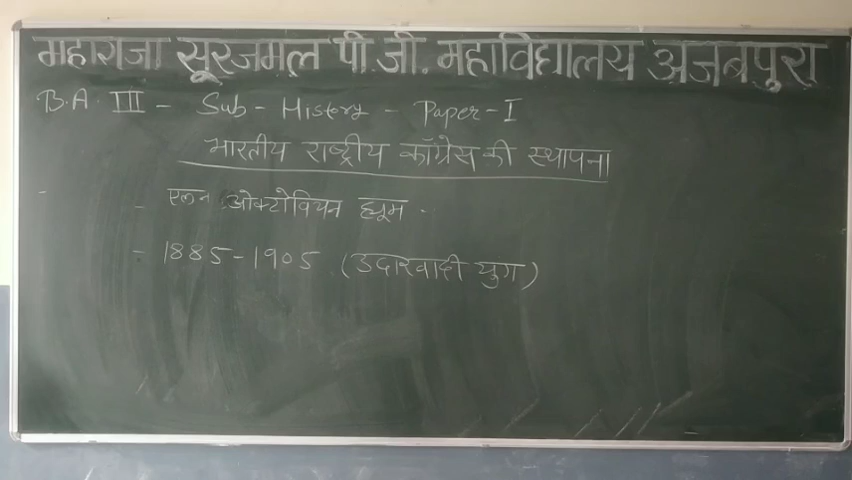 महाराजा सूरजमल पी.जी. महाविद्यालय अजबपुरा
B.A. III - Sub - History - Paper - I
भारतीय राष्ट्रीय काँग्रेस की स्थापना
- एलन ओक्टोवियन ह्यूम -
- 1885-1905 (उदारवादी युग)